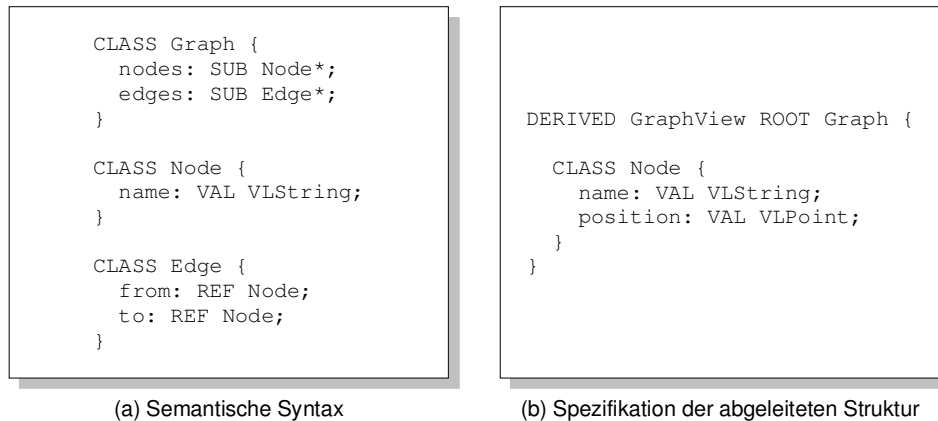 CLASS Graph {
nodes: SUB Node*;
edges: SUB Edge*;
}
CLASS Node {
name: VAL VLString;
}
CLASS Edge {
from: REF Node;
to: REF Node;
}
(a) Semantische Syntax
DERIVED GraphView ROOT Graph {
CLASS Node {
name: VAL VLString;
position: VAL VLPoint;
}
}
(b) Spezifikation der abgeleiteten Struktur